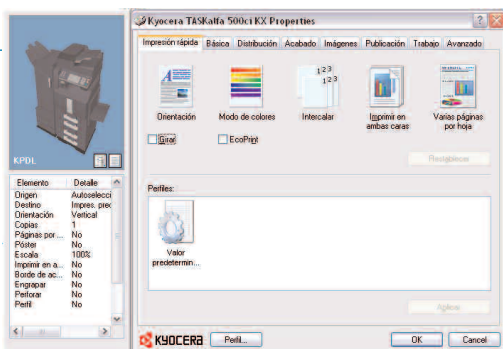 Kyocera TASKalfa 500ci KX Properties
Impresión rápida Básica Distribución Acabado Imágenes Publicación Trabajo Avanzado
123
123
Orientación Modo de colores Intercalar Imprimir en ambas caras Varias páginas por hoja
Girar EcoPrint
Restablecer
KPDL
Elemento Detalle
Origen Autoselecci
Destino Impres. prec
Orientación Vertical
Copias 1
Páginas por ... No
Póster No
Escala 100%
Imprimir en a... No
Borde de ac... No
Engrapar No
Perforar No
Perfil No
Perfiles:
Valor
predetermin...
Aplicar
KYOCERA Perfil... OK Cancel